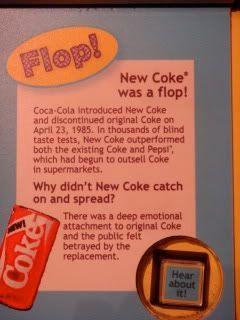 Flop!
New Coke®
was a flop!
Coca-Cola introduced New Coke
and discontinued original Coke on
April 23, 1985. In thousands of blind
taste tests, New Coke outperformed
both the existing Coke and Pepsi®,
which had begun to outsell Coke
in supermarkets.
Why didn't New Coke catch
on and spread?
There was a deep emotional
attachment to original Coke
and the public felt
betrayed by the
replacement.
NEW!
Coke
Hear
about
it!